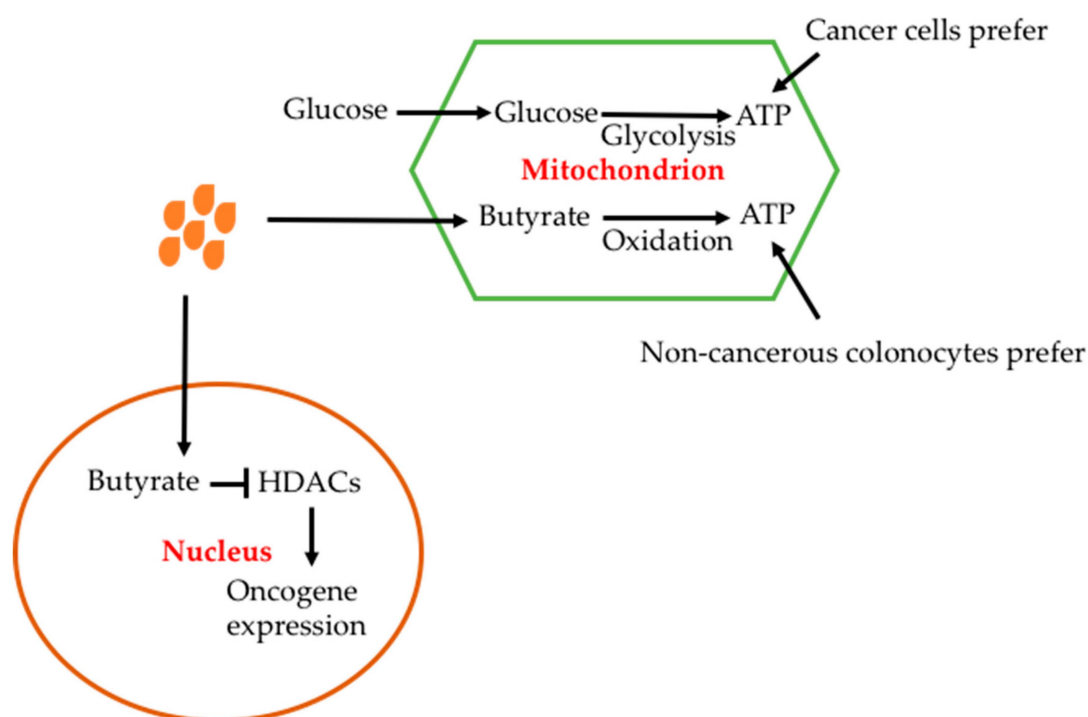 Cancer cells prefer
Glucose
Glucose
ATP
Glycolysis
Mitochondrion
Butyrate
ATP
Oxidation
Non-cancerous colonocytes prefer
Butyrate
HDACs
Nucleus
Oncogene
expression